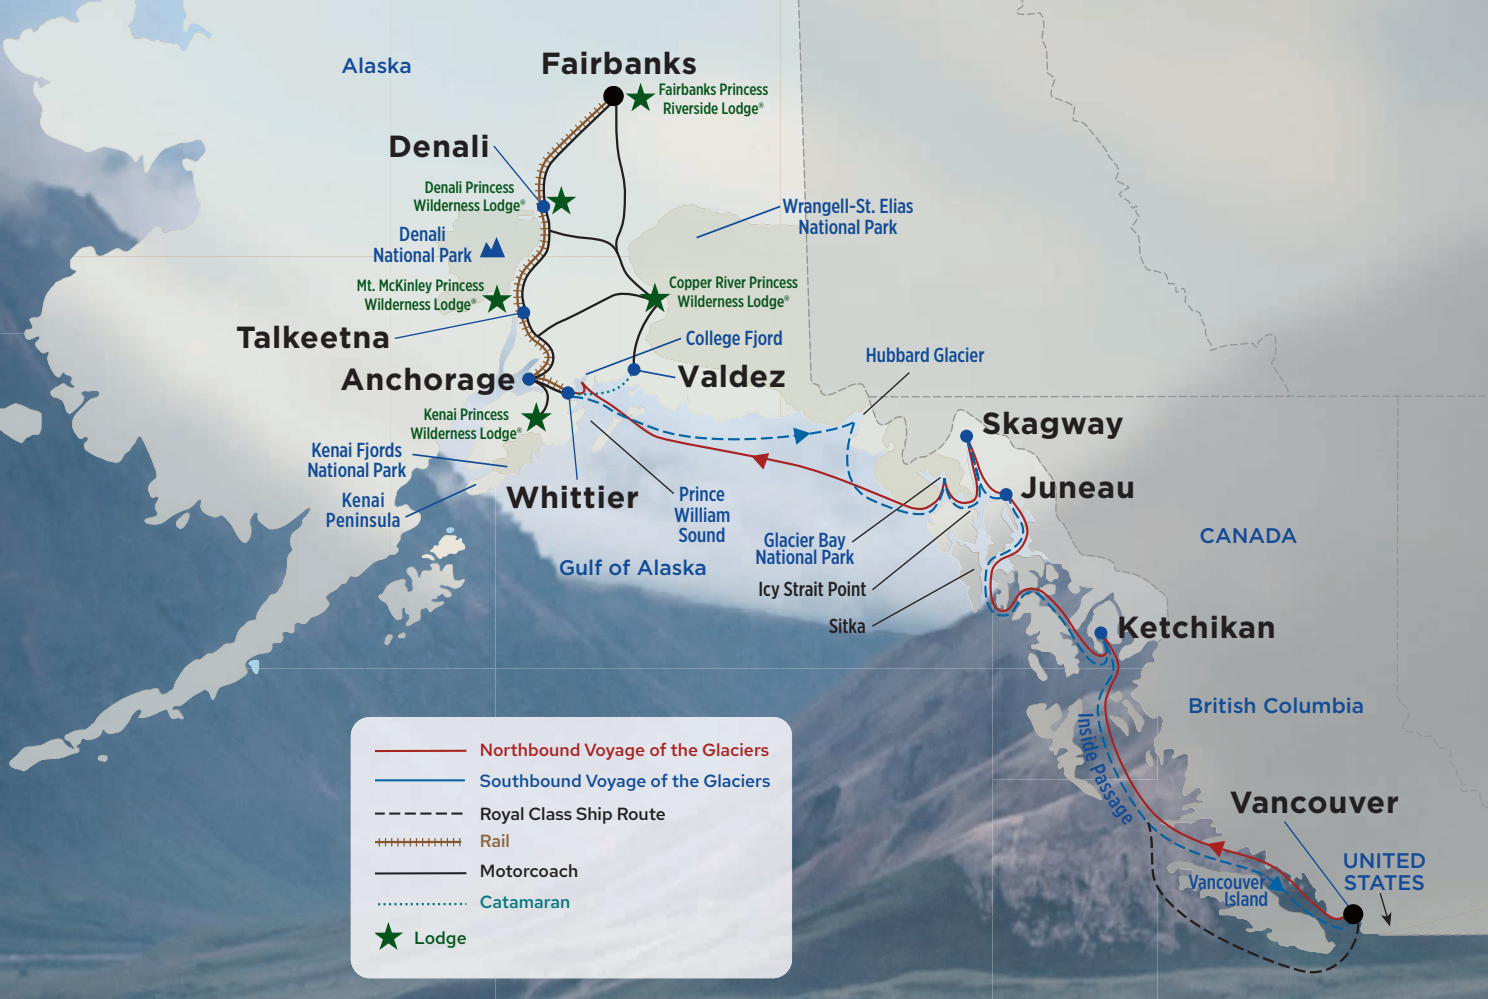 Alaska
Fairbanks
Fairbanks Princess
Riverside Lodge®
Denali
Denali Princess
Wilderness Lodge®
Wrangell-St. Elias
National Park
Denali
National Park
Mt. McKinley Princess
Wilderness Lodge®
Copper River Princess
Wilderness Lodge®
Talkeetna
College Fjord
Hubbard Glacier
Anchorage
Valdez
Kenai Princess
Wilderness Lodge®
Skagway
Kenai Fjords
National Park
Kenai
Peninsula
Whittier
Prince
William
Sound
Juneau
Glacier Bay
National Park
CANADA
Gulf of Alaska
Icy Strait Point
Sitka
Ketchikan
British Columbia
Inside Passage
Vancouver
UNITED
STATES
Vancouver
Island
Northbound Voyage of the Glaciers
Southbound Voyage of the Glaciers
Royal Class Ship Route
Rail
Motorcoach
Catamaran
Lodge